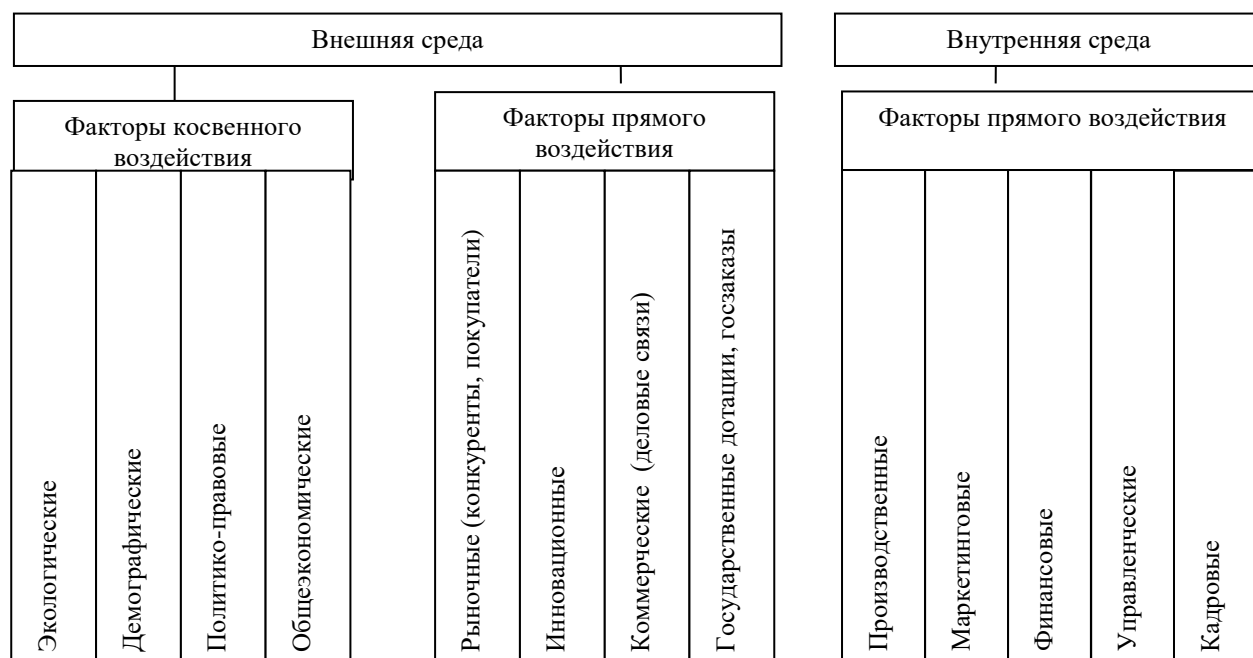 Внешняя среда
Внутренняя среда
Факторы косвенного
воздействия
Факторы прямого
воздействия
Факторы прямого воздействия
Экологические
Демографические
Политико-правовые
Общеэкономические
Рыночные (конкуренты, покупатели)
Инновационные
Коммерческие (деловые связи)
Государственные дотации, госзаказы
Производственные
Маркетинговые
Финансовые
Управленческие
Кадровые